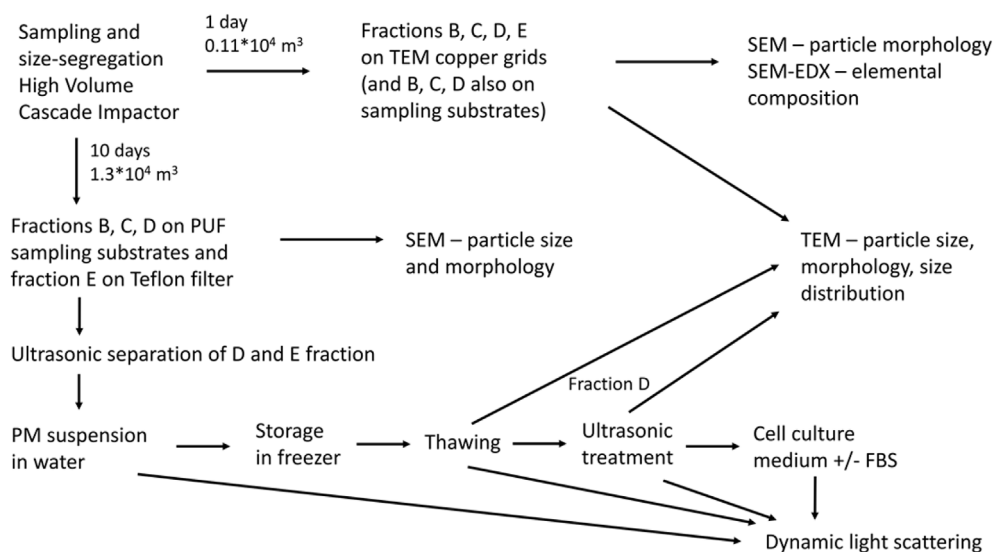 Sampling and
size-segregation
High Volume
Cascade Impactor
1 day
0.11*10⁴ m³
Fractions B, C, D, E
on TEM copper grids
(and B, C, D also on
sampling substrates)
SEM – particle morphology
SEM-EDX – elemental
composition
10 days
1.3*10⁴ m³
Fractions B, C, D on PUF
sampling substrates and
fraction E on Teflon filter
SEM – particle size
and morphology
TEM – particle size,
morphology, size
distribution
Ultrasonic separation of D and E fraction
Fraction D
PM suspension
in water
Storage
in freezer
Thawing
Ultrasonic
treatment
Cell culture
medium +/- FBS
Dynamic light scattering